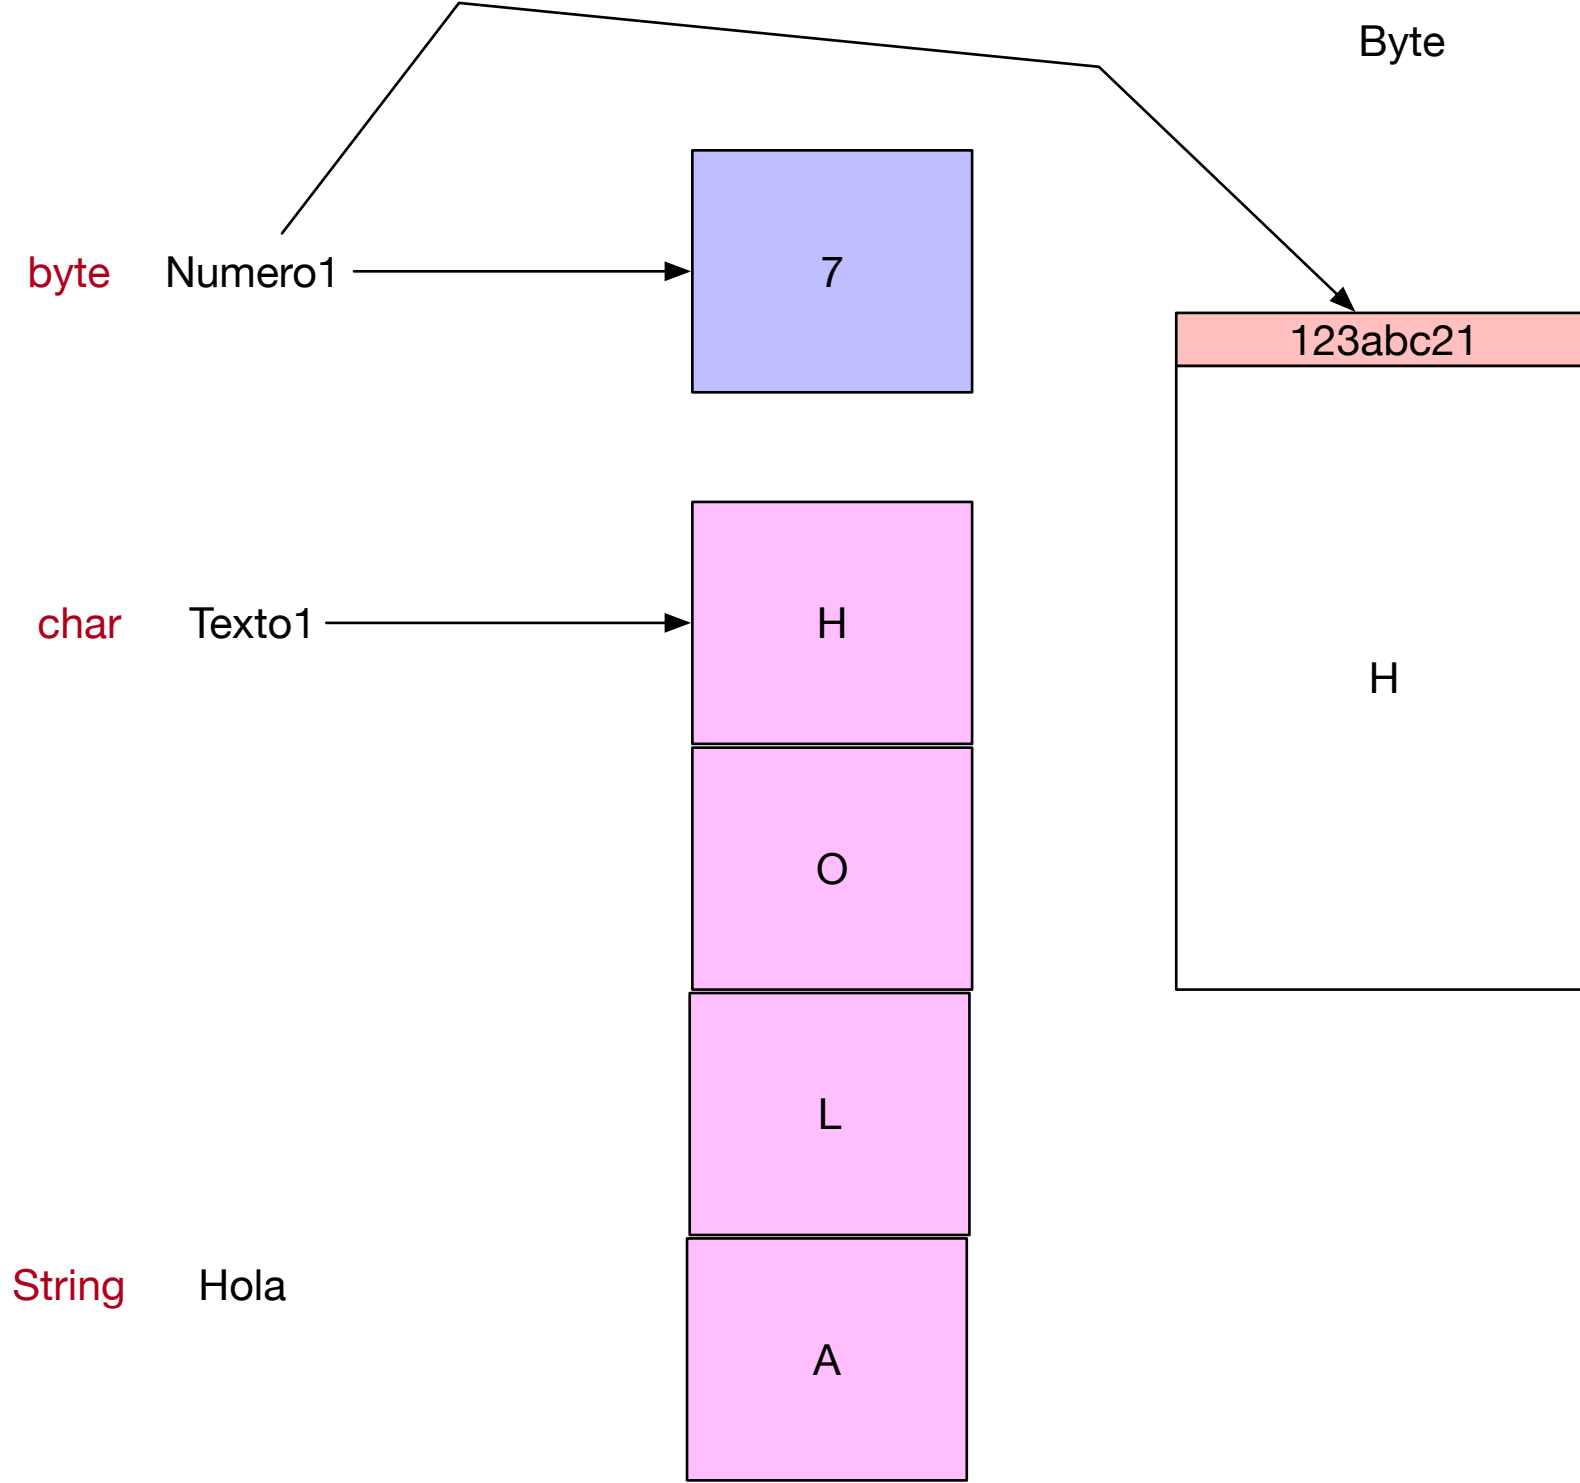 Byte
byte Numero1 7
123abc21
char Texto1 H
H
O
L
String Hola
A